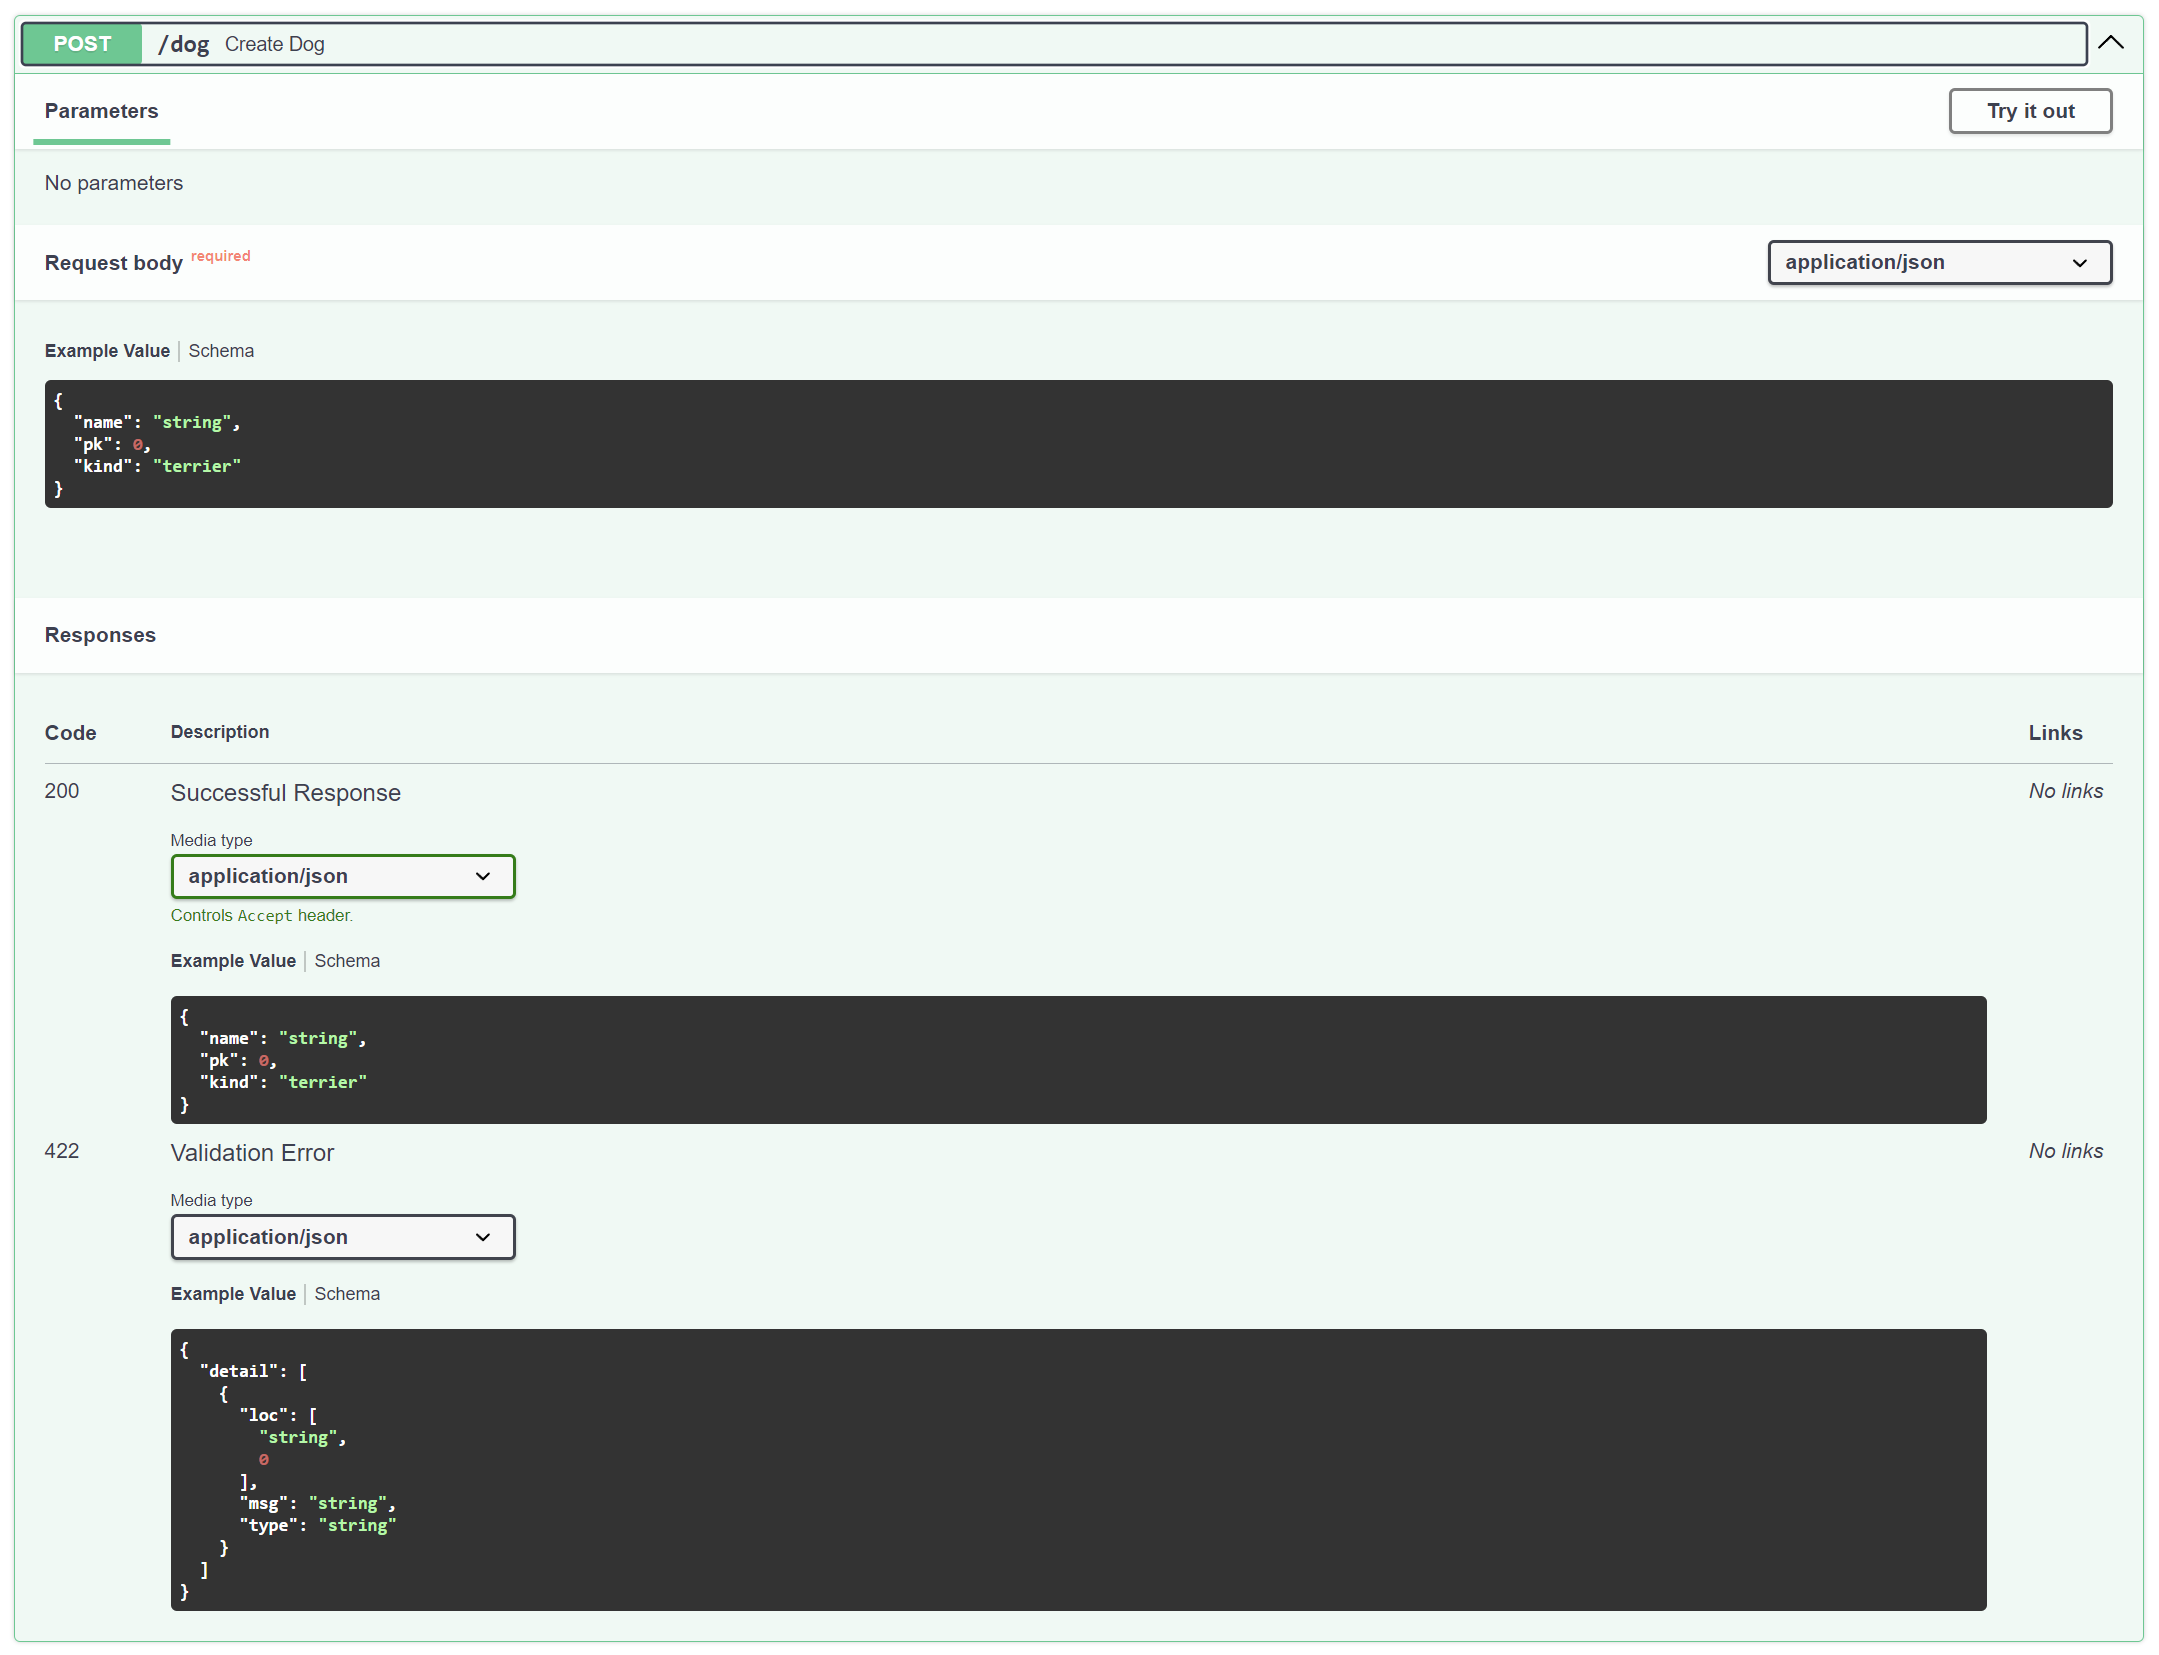 POST /dog Create Dog
Parameters
Try it out
No parameters
Request body required
application/json
Example Value | Schema
{
  "name": "string",
  "pk": 0,
  "kind": "terrier"
}
Responses
Code Description Links
200 Successful Response No links
Media type
application/json
Controls Accept header.
Example Value | Schema
{
  "name": "string",
  "pk": 0,
  "kind": "terrier"
}
422 Validation Error No links
Media type
application/json
Example Value | Schema
{
  "detail": [
    {
      "loc": [
        "string",
        0
      ],
      "msg": "string",
      "type": "string"
    }
  ]
}